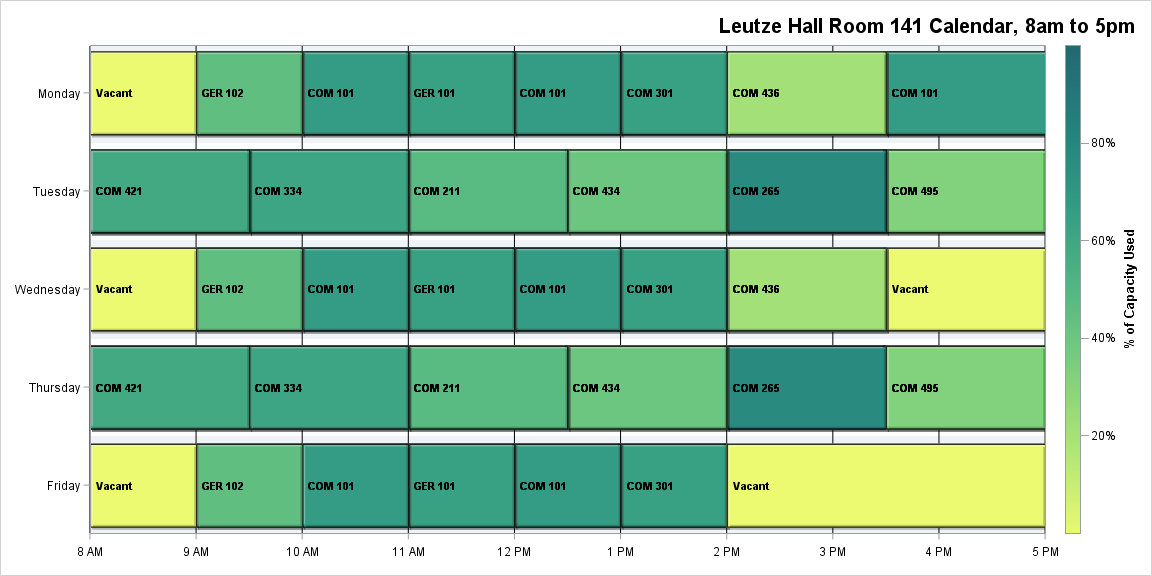 Leutze Hall Room 141 Calendar, 8am to 5pm
Monday
Vacant
GER 102
COM 101
GER 101
COM 101
COM 301
COM 436
COM 101
Tuesday
COM 421
COM 334
COM 211
COM 434
COM 265
COM 495
Wednesday
Vacant
GER 102
COM 101
GER 101
COM 101
COM 301
COM 436
Vacant
Thursday
COM 421
COM 334
COM 211
COM 434
COM 265
COM 495
Friday
Vacant
GER 102
COM 101
GER 101
COM 101
COM 301
Vacant
8 AM
9 AM
10 AM
11 AM
12 PM
1 PM
2 PM
3 PM
4 PM
5 PM
80%
60%
40%
20%
% of Capacity Used